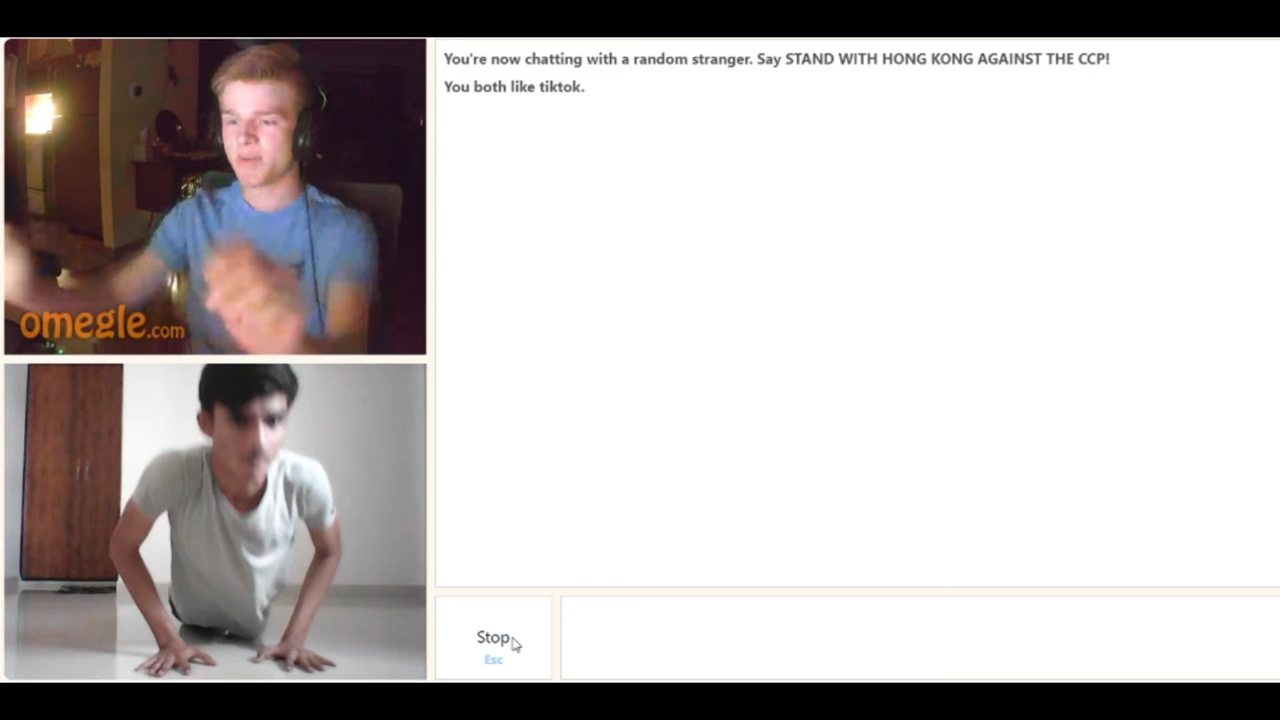 You're now chatting with a random stranger. Say STAND WITH HONG KONG AGAINST THE CCP!
You both like tiktok.
omegle.com
Stop
Esc